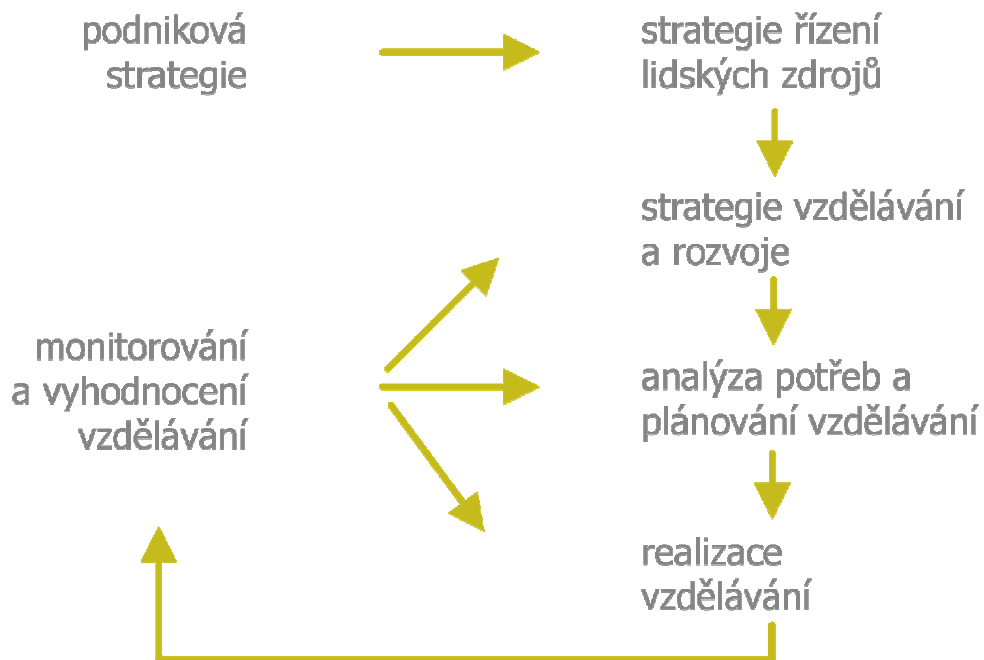 podniková
strategie
strategie řízení
lidských zdrojů
strategie vzdělávání
a rozvoje
monitorování
a vyhodnocení
vzdělávání
analýza potřeb a
plánování vzdělávání
realizace
vzdělávání